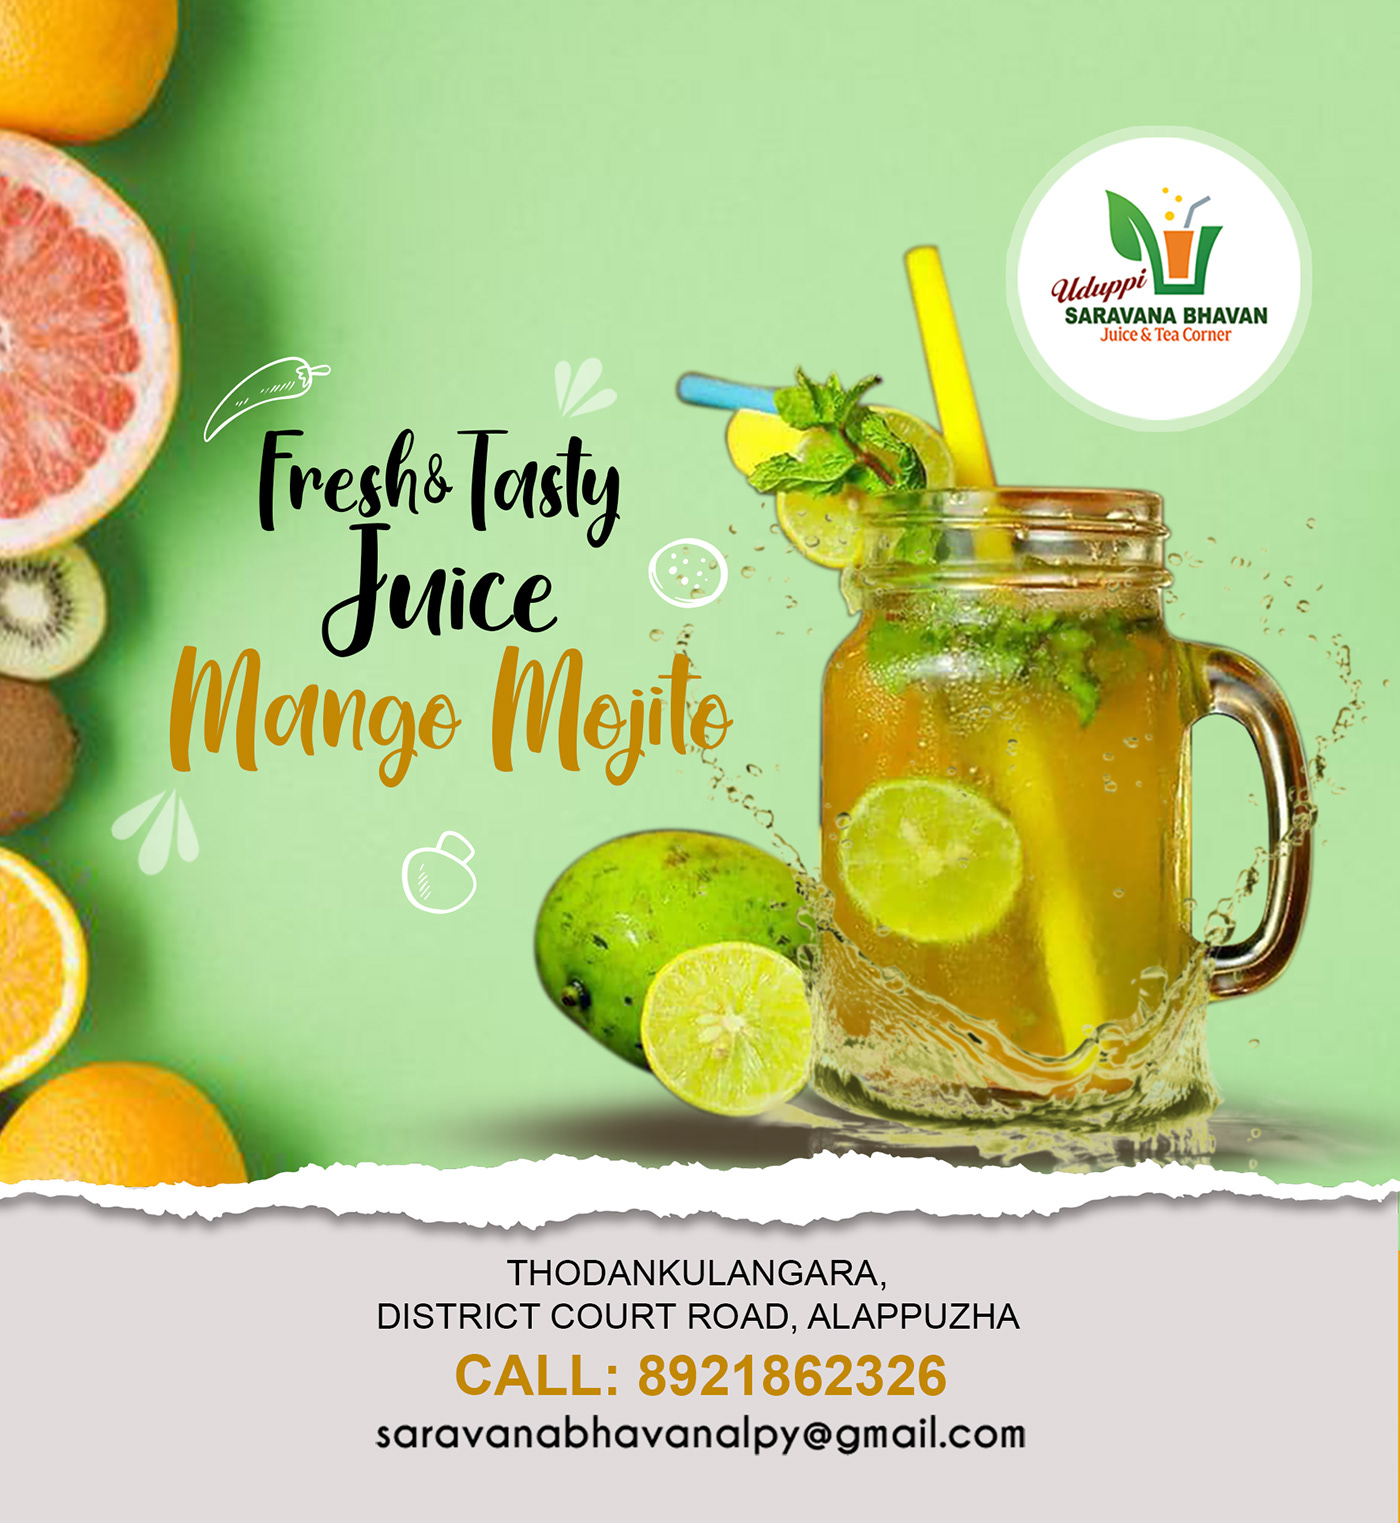 Uduppi
SARAVANA BHAVAN
Juice & Tea Corner
Fresh & Tasty
Juice
Mango Mojito
THODANKULANGARA,
DISTRICT COURT ROAD, ALAPPUZHA
CALL: 8921862326
saravanabhavanalpy@gmail.com